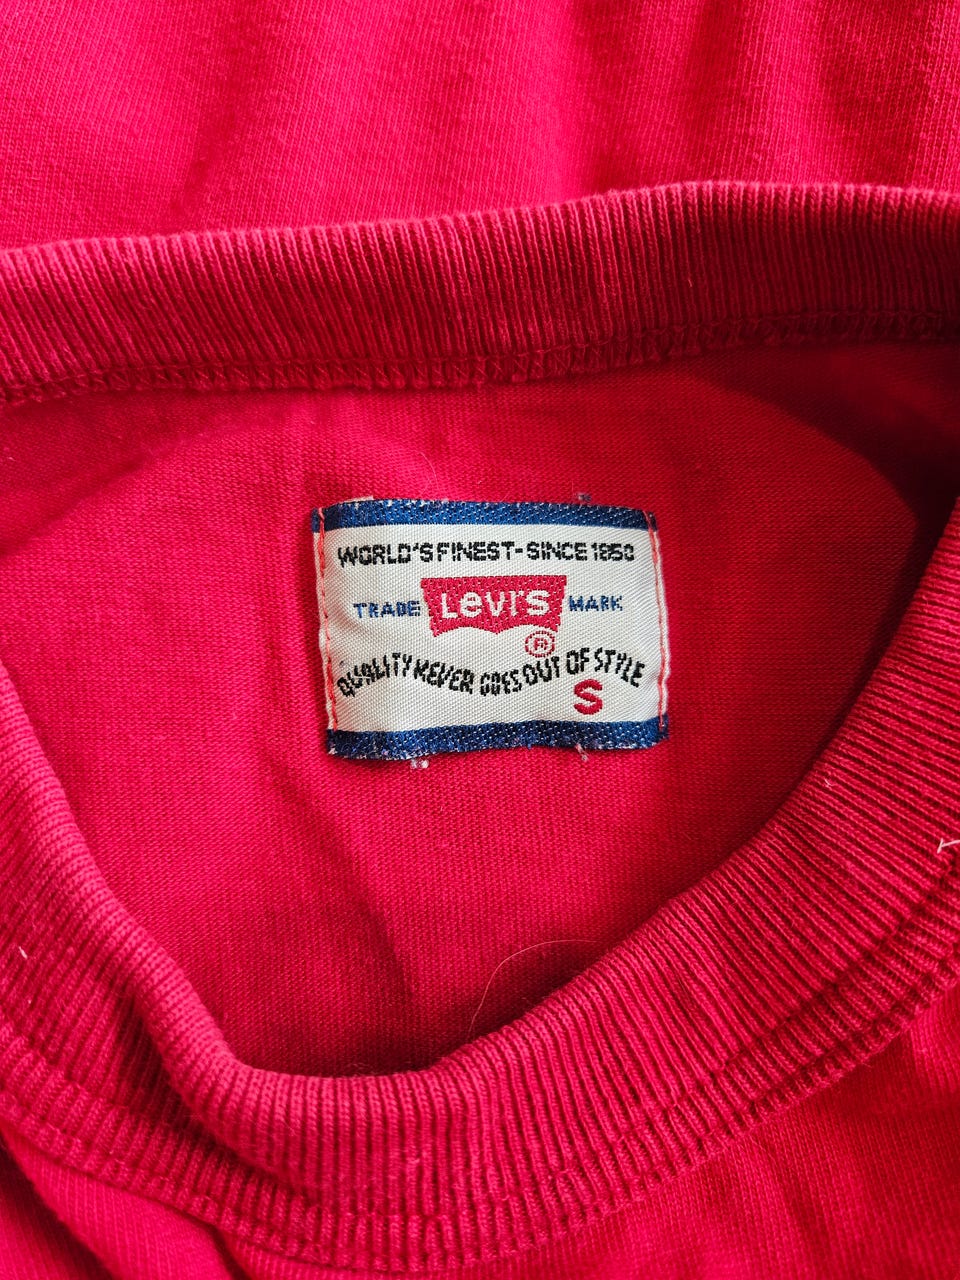 WORLD'S FINEST-SINCE 1850
TRADE Levi's ® MARK
QUALITY NEVER GOES OUT OF STYLE
S